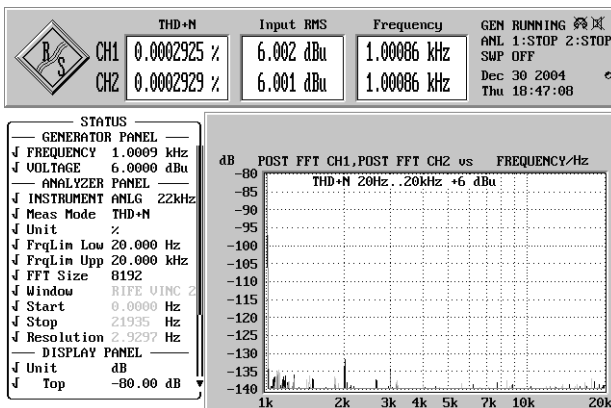 THD+N Input RMS Frequency
R S
CH1 0.0002925 % 6.002 dBu 1.00086 kHz
CH2 0.0002929 % 6.001 dBu 1.00086 kHz
GEN RUNNING
ANL 1:STOP 2:STOP
SWP OFF
Dec 30 2004
Thu 18:47:08
STATUS
GENERATOR PANEL
FREQUENCY 1.0009 kHz
VOLTAGE 6.0000 dBu
ANALYZER PANEL
INSTRUMENT ANLG 22kHz
Meas Mode THD+N
Unit %
FrqLim Low 20.000 Hz
FrqLim Upp 20.000 kHz
FFT Size 8192
Window RIFE VINC 2
Start 0.0000 Hz
Stop 21935 Hz
Resolution 2.9297 Hz
DISPLAY PANEL
Unit dB
Top -80.00 dB
dB POST FFT CH1,POST FFT CH2 vs FREQUENCY/Hz
THD+N 20Hz..20kHz +6 dBu
-80
-85
-90
-95
-100
-105
-110
-115
-120
-125
-130
-135
-140
1k 2k 3k 4k 5k 7k 10k 20k